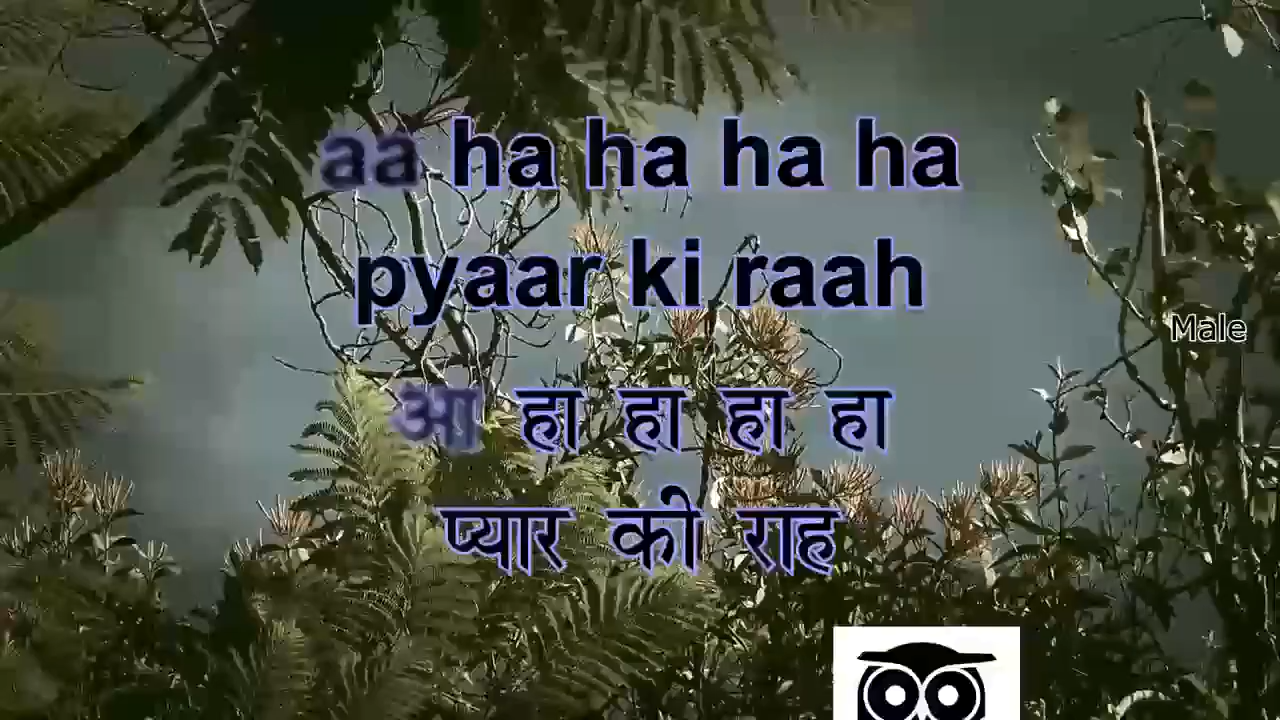 aa ha ha ha ha
pyaar ki raah
Male
आ हा हा हा हा
प्यार की राह